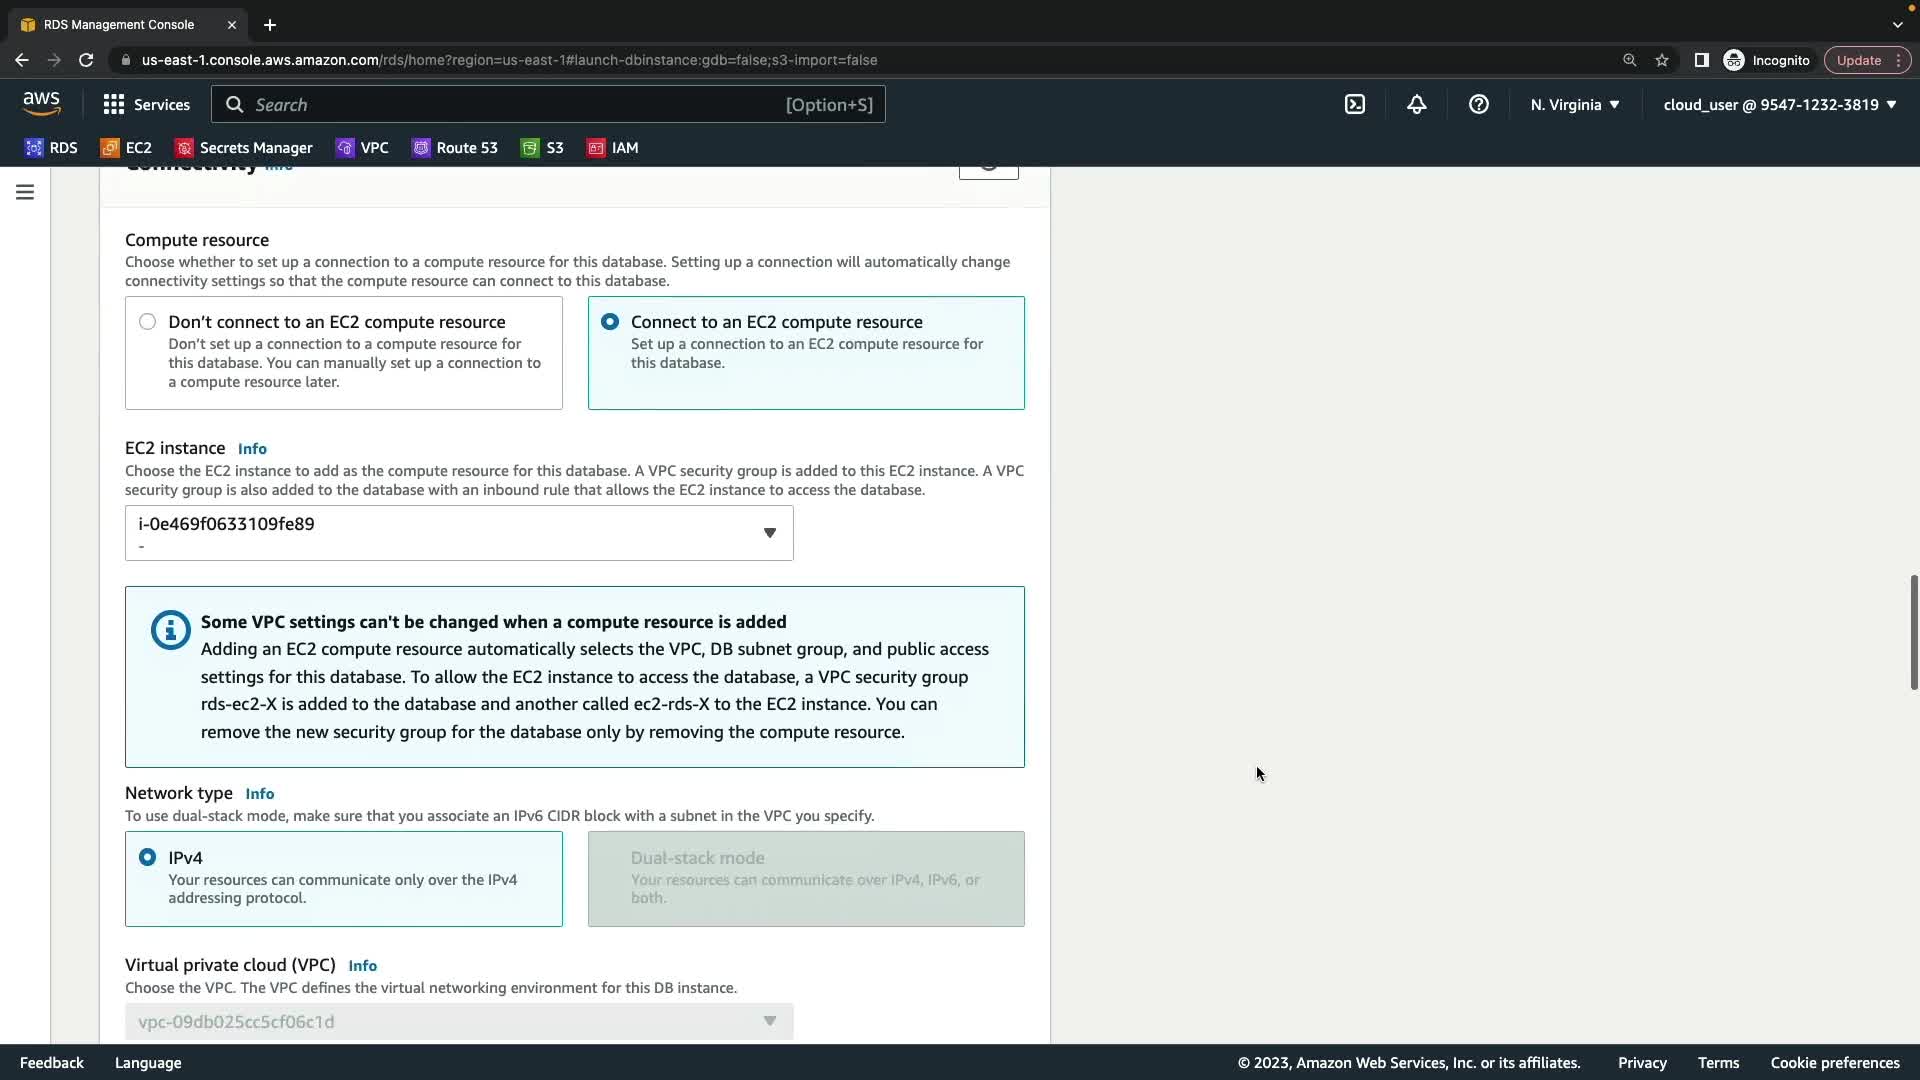 RDS Management Console
us-east-1.console.aws.amazon.com/rds/home?region=us-east-1#launch-dbinstance:gdb=false;s3-import=false
Incognito
Update
aws
Services
Search
[Option+S]
N. Virginia
cloud_user @ 9547-1232-3819
RDS
EC2
Secrets Manager
VPC
Route 53
S3
IAM
Connectivity Info
Compute resource
Choose whether to set up a connection to a compute resource for this database. Setting up a connection will automatically change
connectivity settings so that the compute resource can connect to this database.
Don’t connect to an EC2 compute resource
Don’t set up a connection to a compute resource for
this database. You can manually set up a connection to
a compute resource later.
Connect to an EC2 compute resource
Set up a connection to an EC2 compute resource for
this database.
EC2 instance Info
Choose the EC2 instance to add as the compute resource for this database. A VPC security group is added to this EC2 instance. A VPC
security group is also added to the database with an inbound rule that allows the EC2 instance to access the database.
i-0e469f0633109fe89
-
Some VPC settings can't be changed when a compute resource is added
Adding an EC2 compute resource automatically selects the VPC, DB subnet group, and public access
settings for this database. To allow the EC2 instance to access the database, a VPC security group
rds-ec2-X is added to the database and another called ec2-rds-X to the EC2 instance. You can
remove the new security group for the database only by removing the compute resource.
Network type Info
To use dual-stack mode, make sure that you associate an IPv6 CIDR block with a subnet in the VPC you specify.
IPv4
Your resources can communicate only over the IPv4
addressing protocol.
Dual-stack mode
Your resources can communicate over IPv4, IPv6, or
both.
Virtual private cloud (VPC) Info
Choose the VPC. The VPC defines the virtual networking environment for this DB instance.
vpc-09db025cc5cf06c1d
Feedback
Language
© 2023, Amazon Web Services, Inc. or its affiliates.
Privacy
Terms
Cookie preferences